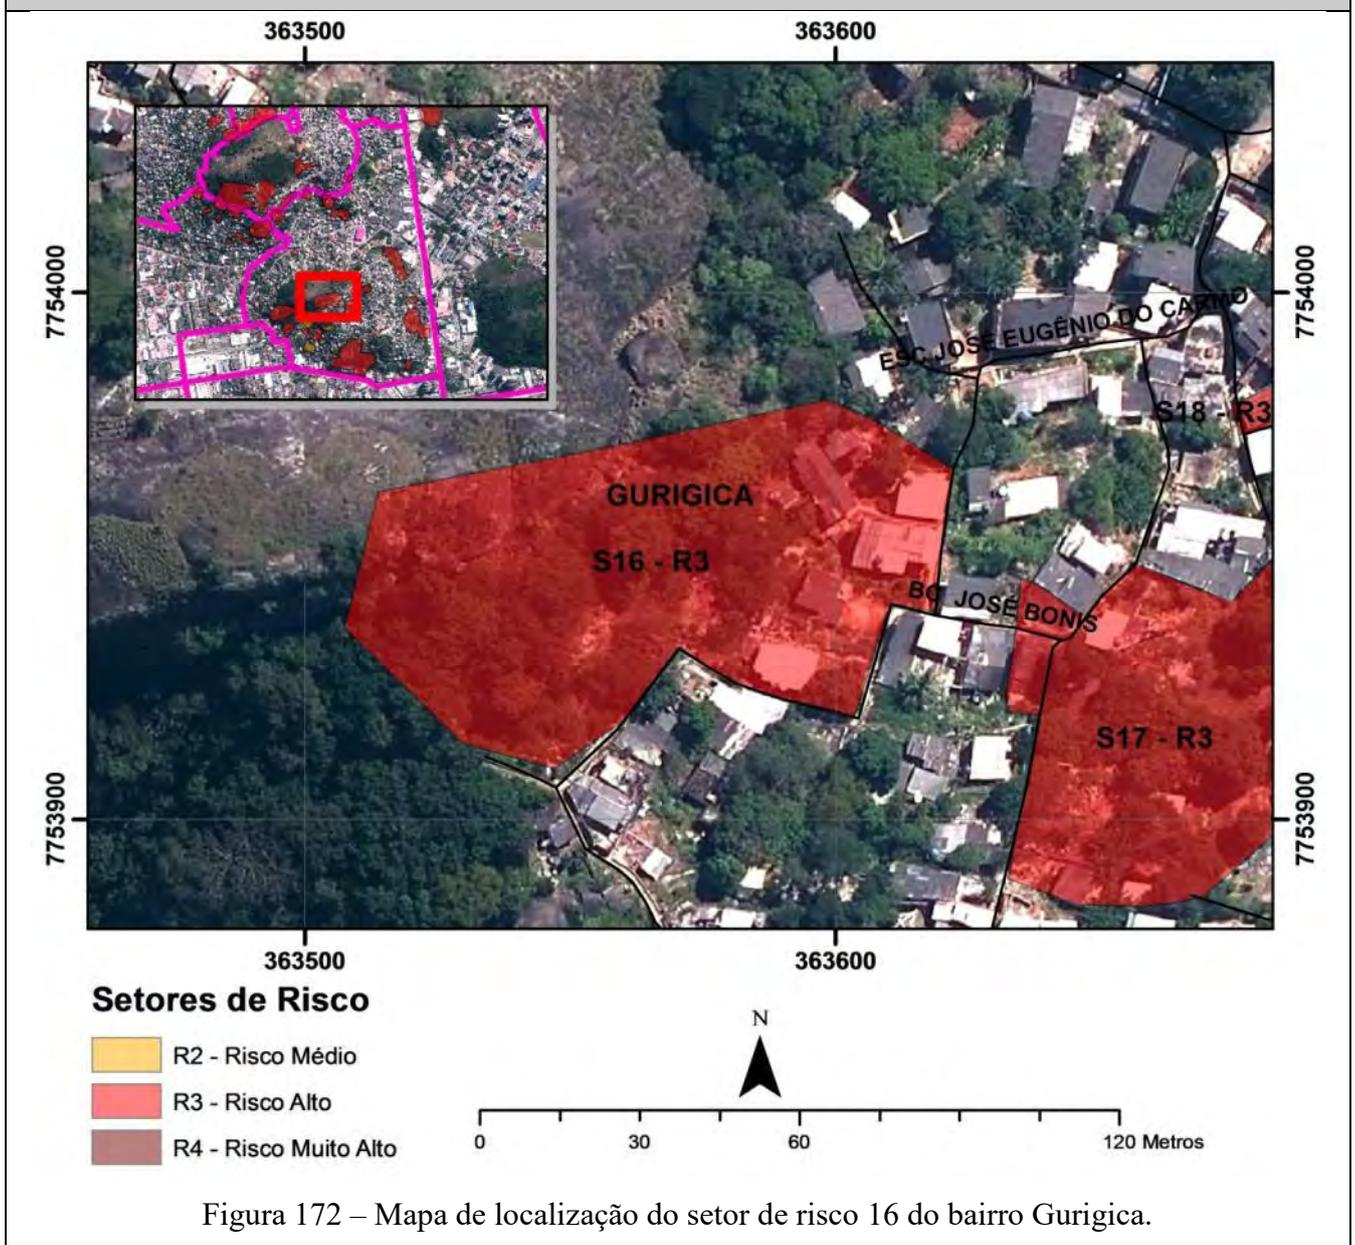 363500 363600
7754000 7754000
ESC JOSÉ EUGÊNIO DO CARMO
S18 - R3
GURIGICA
S16 - R3
BC JOSÉ BONIS
S17 - R3
7753900 7753900
363500 363600
Setores de Risco
R2 - Risco Médio
R3 - Risco Alto
R4 - Risco Muito Alto
N
0 30 60 120 Metros
Figura 172 – Mapa de localização do setor de risco 16 do bairro Gurigica.